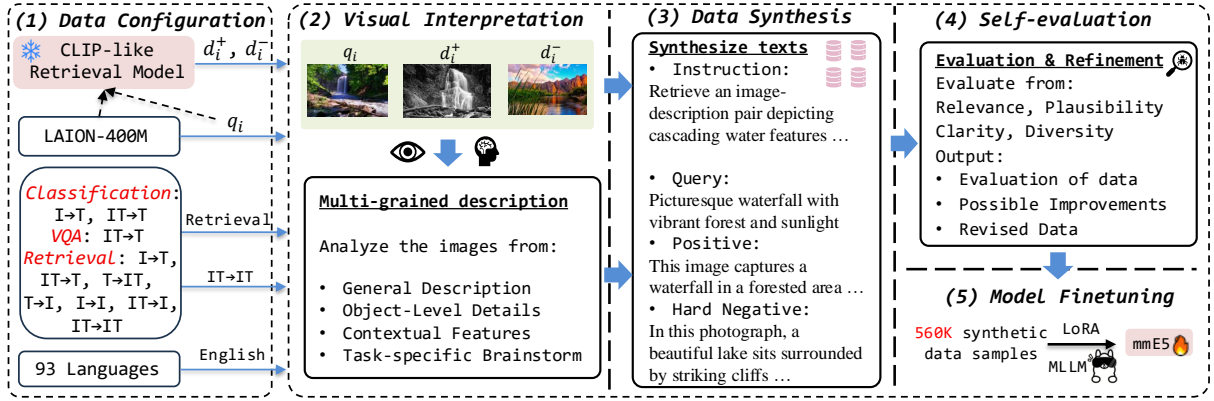 (1) Data Configuration
CLIP-like
Retrieval Model
d_i^+, d_i^-
LAION-400M
q_i
Classification:
I→T, IT→T
VQA: IT→T
Retrieval: I→T,
IT→T, T→IT,
T→I, I→I, IT→I,
IT→IT
Retrieval
IT→IT
93 Languages
English
(2) Visual Interpretation
q_i d_i^+ d_i^-
Multi-grained description
Analyze the images from:
• General Description
• Object-Level Details
• Contextual Features
• Task-specific Brainstorm
(3) Data Synthesis
Synthesize texts
• Instruction:
Retrieve an image-
description pair depicting
cascading water features …
• Query:
Picturesque waterfall with
vibrant forest and sunlight
• Positive:
This image captures a
waterfall in a forested area …
• Hard Negative:
In this photograph, a
beautiful lake sits surrounded
by striking cliffs …
(4) Self-evaluation
Evaluation & Refinement
Evaluate from:
Relevance, Plausibility
Clarity, Diversity
Output:
• Evaluation of data
• Possible Improvements
• Revised Data
(5) Model Finetuning
560K synthetic
data samples
LoRA
MLLM
mmE5